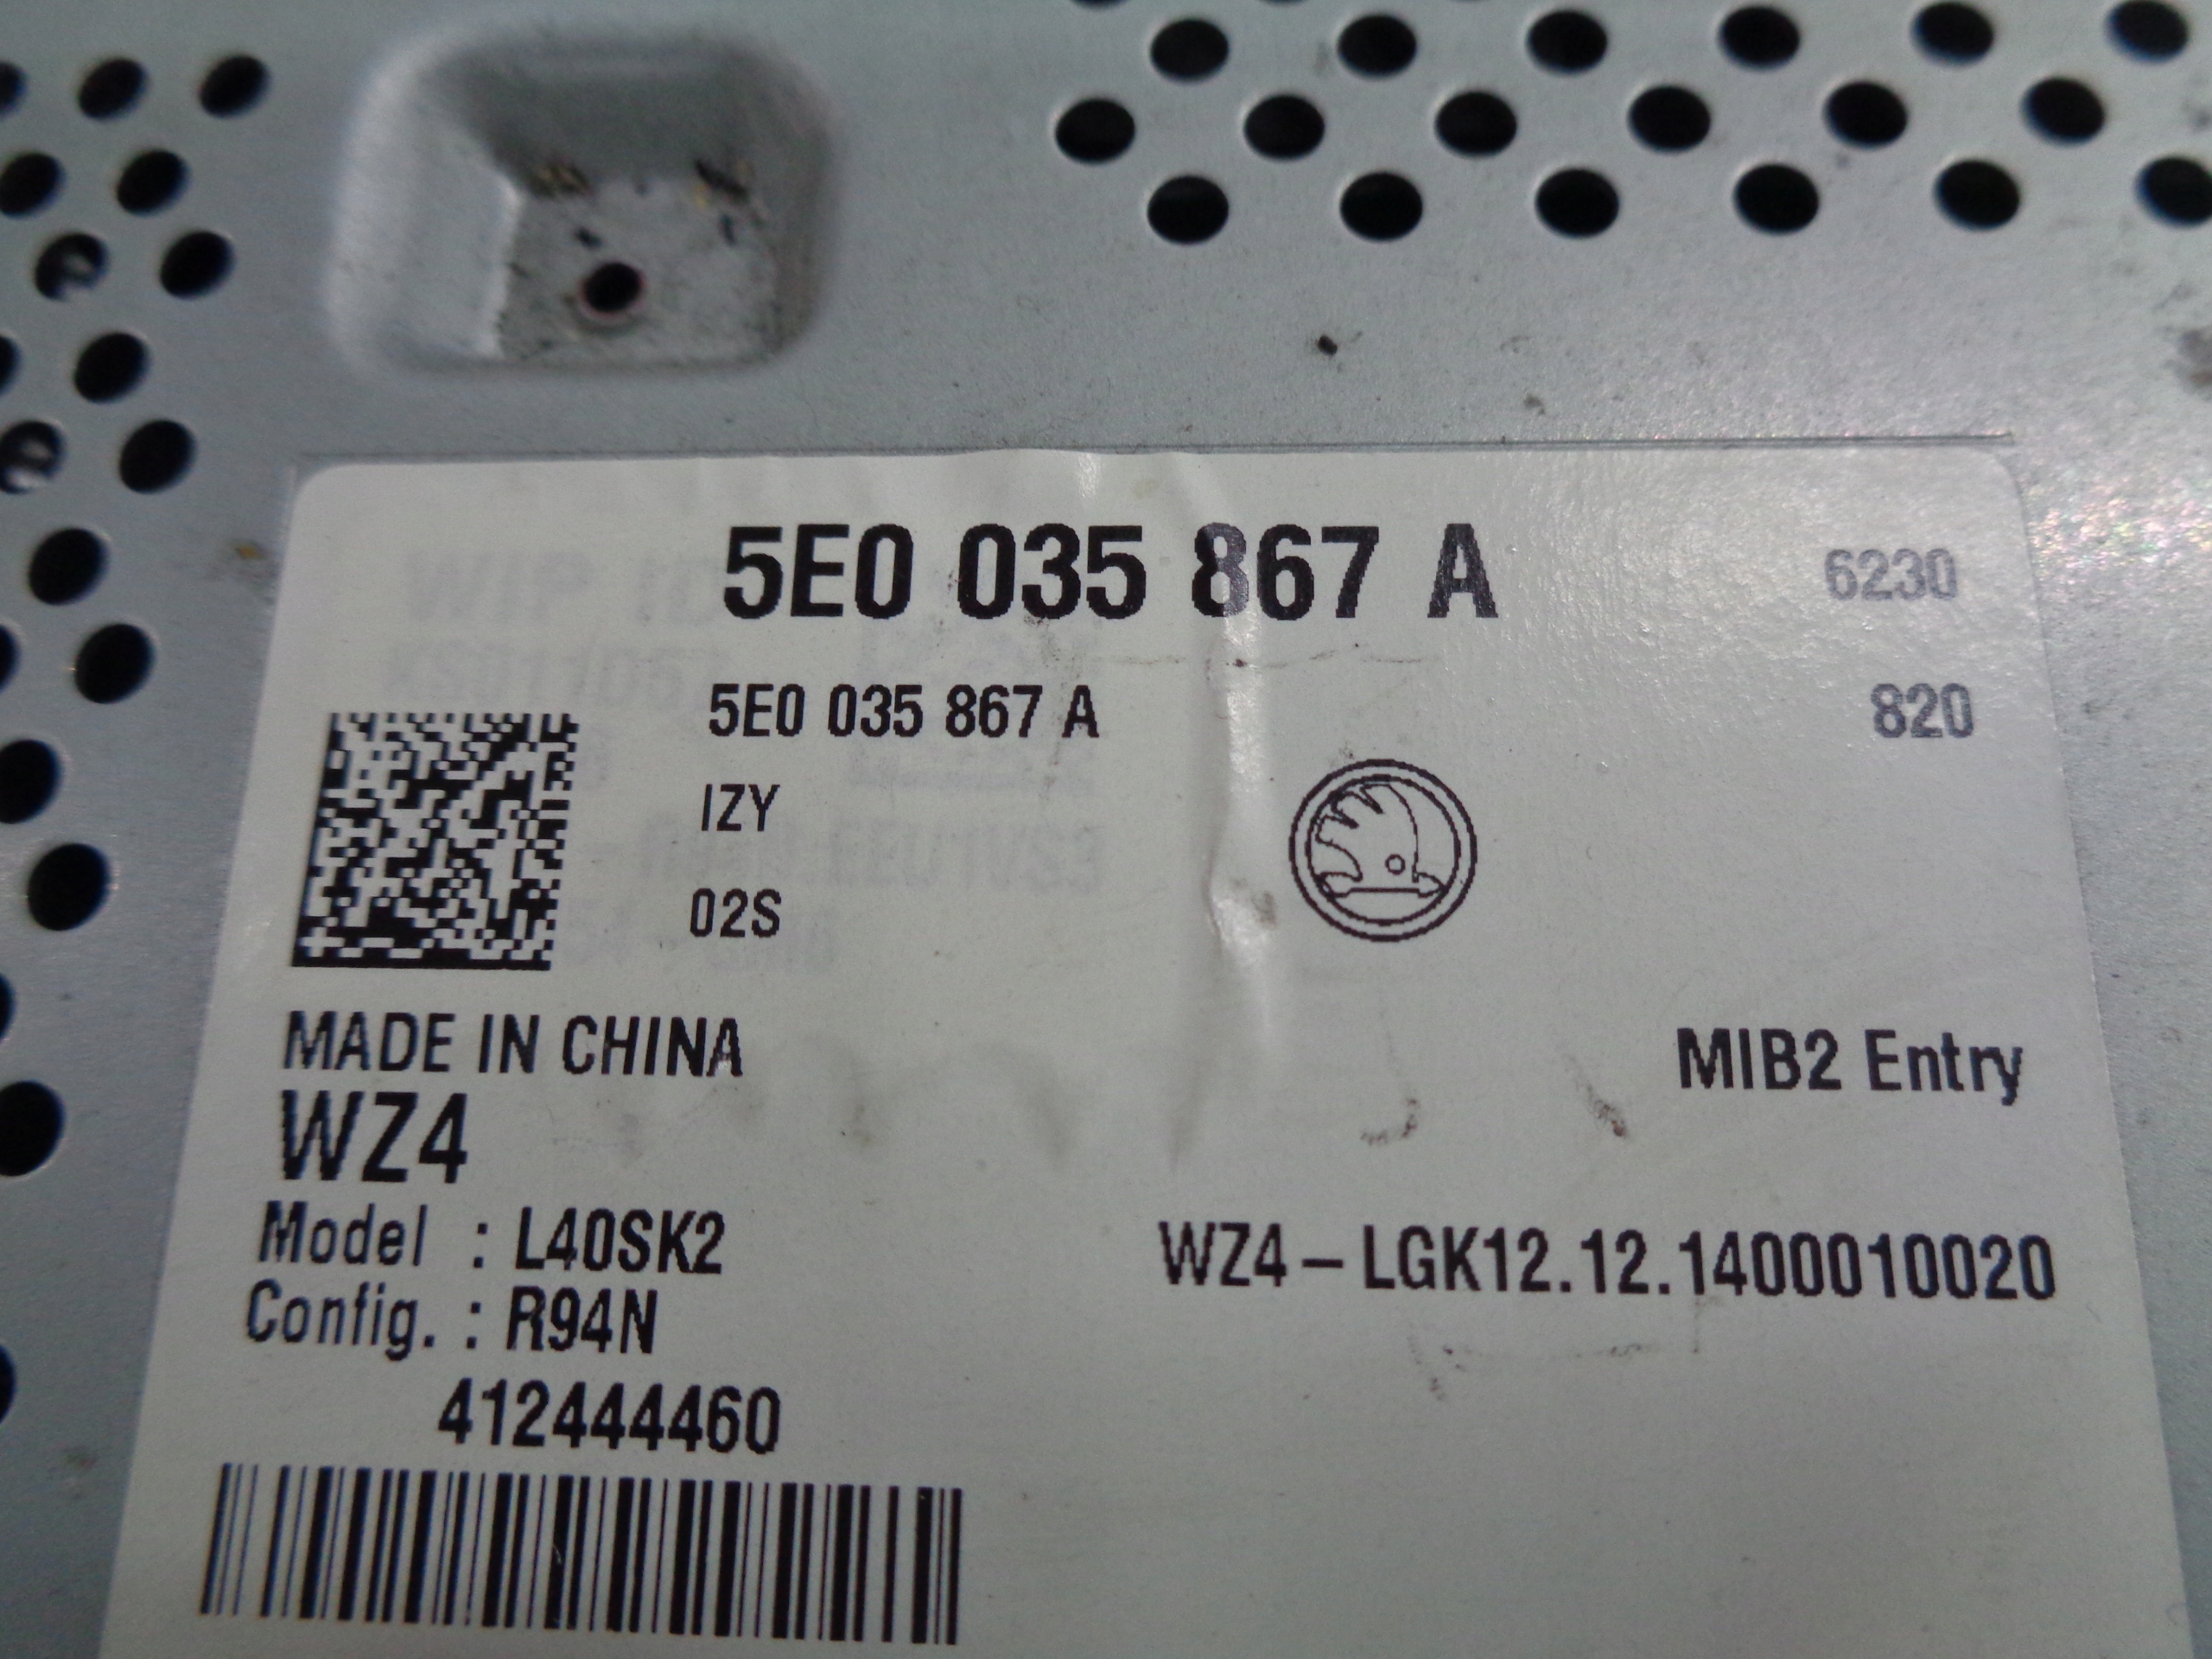 5E0 035 867 A
6230
5E0 035 867 A
820
IZY
02S
MADE IN CHINA
MIB2 Entry
WZ4
Model : L40SK2
WZ4-LGK12.12.1400010020
Config. : R94N
412444460